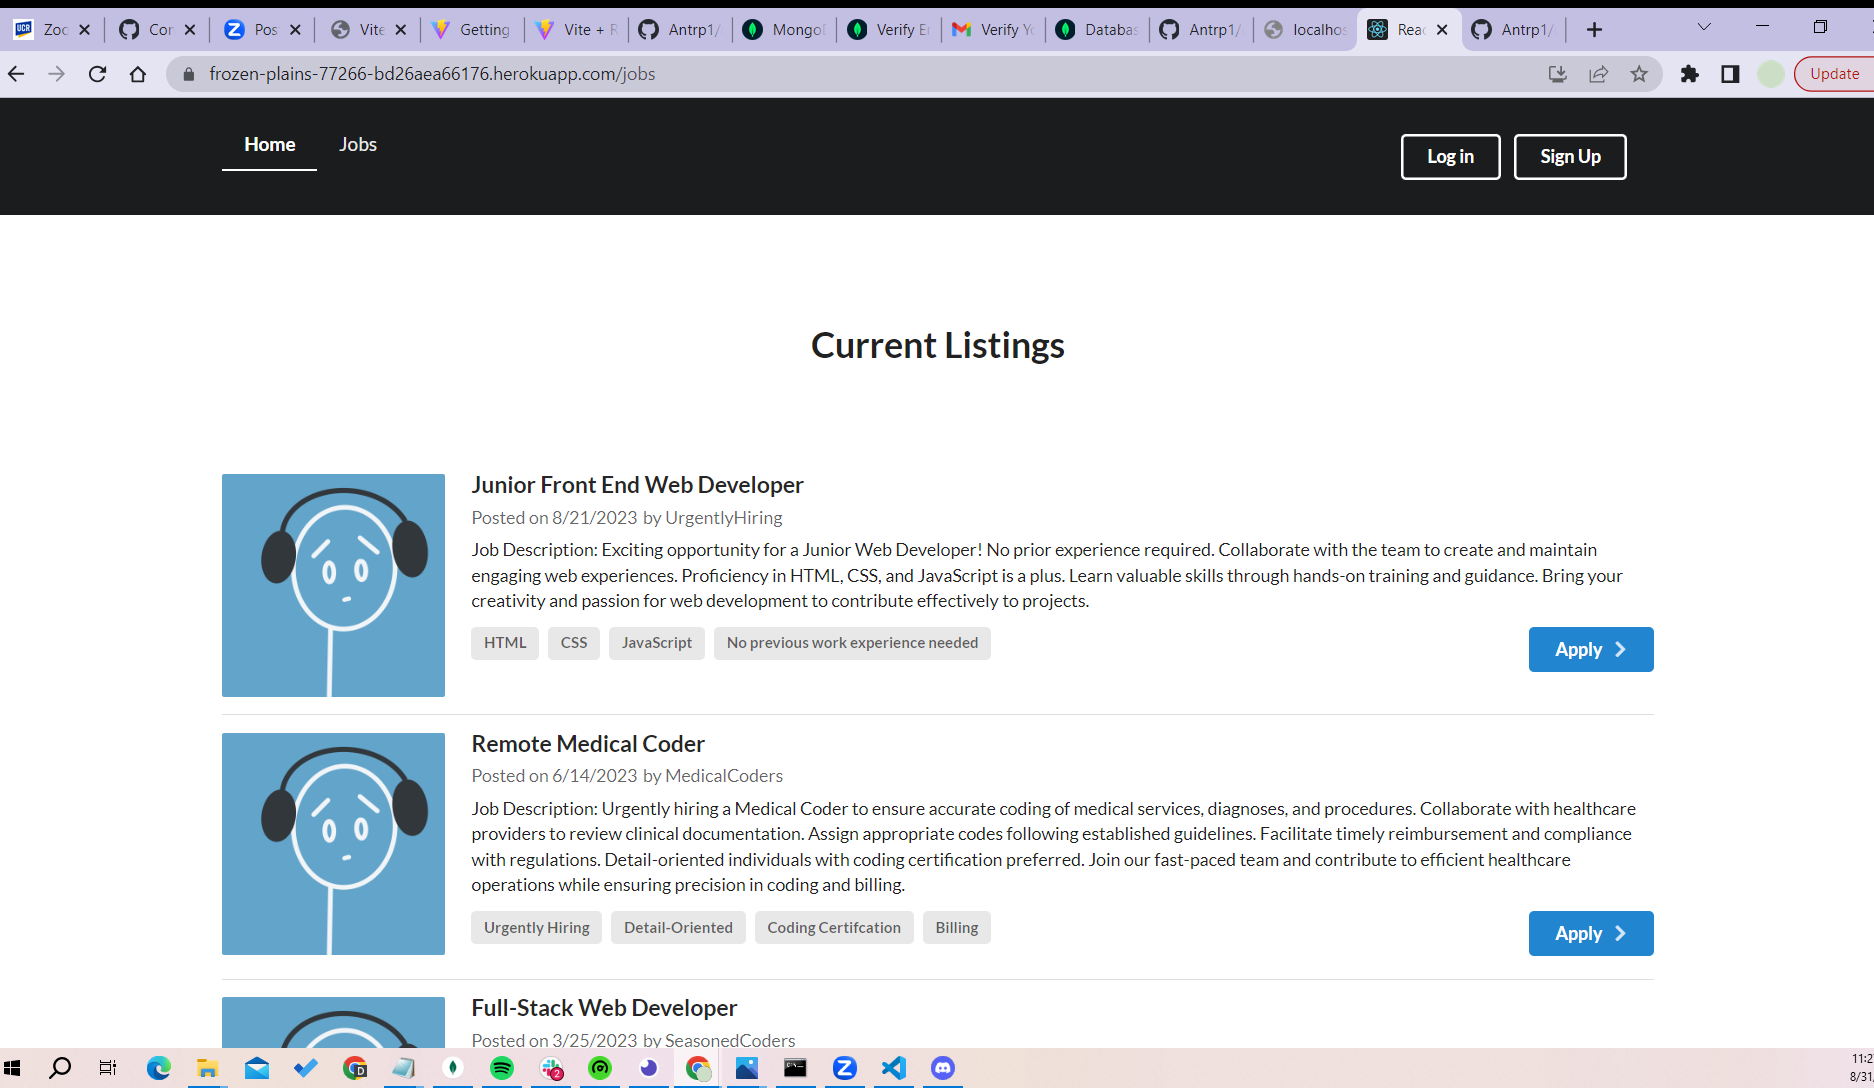 Zoc
Cor
Pos
Vite
Getting
Vite + R
Antrp1/
MongoD
Verify E
Verify Yo
Databas
Antrp1/
localhos
Reac
Antrp1/
frozen-plains-77266-bd26aea66176.herokuapp.com/jobs
Update
Home
Jobs
Log in
Sign Up
Current Listings
Junior Front End Web Developer
Posted on 8/21/2023 by UrgentlyHiring
Job Description: Exciting opportunity for a Junior Web Developer! No prior experience required. Collaborate with the team to create and maintain
engaging web experiences. Proficiency in HTML, CSS, and JavaScript is a plus. Learn valuable skills through hands-on training and guidance. Bring your
creativity and passion for web development to contribute effectively to projects.
HTML
CSS
JavaScript
No previous work experience needed
Apply
Remote Medical Coder
Posted on 6/14/2023 by MedicalCoders
Job Description: Urgently hiring a Medical Coder to ensure accurate coding of medical services, diagnoses, and procedures. Collaborate with healthcare
providers to review clinical documentation. Assign appropriate codes following established guidelines. Facilitate timely reimbursement and compliance
with regulations. Detail-oriented individuals with coding certification preferred. Join our fast-paced team and contribute to efficient healthcare
operations while ensuring precision in coding and billing.
Urgently Hiring
Detail-Oriented
Coding Certifcation
Billing
Apply
Full-Stack Web Developer
Posted on 3/25/2023 by SeasonedCoders
11:2
8/31/